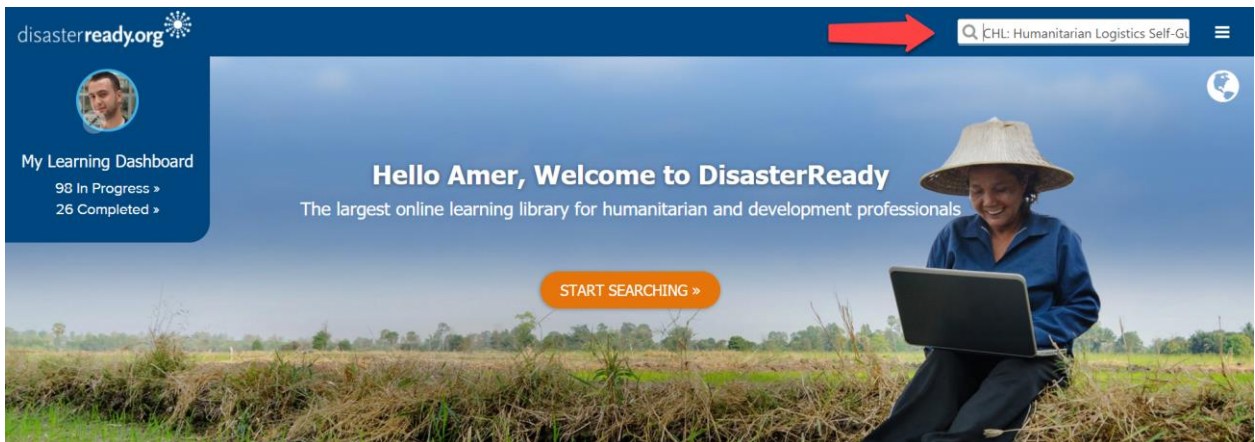 disasterready.org
CHL: Humanitarian Logistics Self-Gu
My Learning Dashboard
98 In Progress »
26 Completed »
Hello Amer, Welcome to DisasterReady
The largest online learning library for humanitarian and development professionals
START SEARCHING »